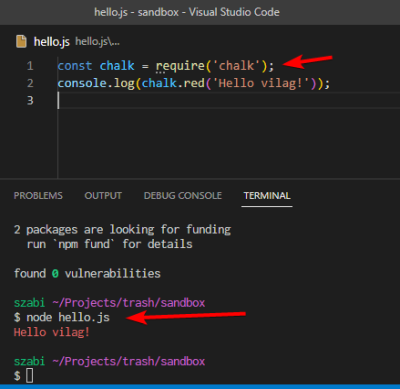 hello.js - sandbox - Visual Studio Code
hello.js hello.js\...
1 const chalk = require('chalk');
2 console.log(chalk.red('Hello vilag!'));
3
PROBLEMS OUTPUT DEBUG CONSOLE TERMINAL
2 packages are looking for funding
run `npm fund` for details
found 0 vulnerabilities
szabi ~/Projects/trash/sandbox
$ node hello.js
Hello vilag!
szabi ~/Projects/trash/sandbox
$